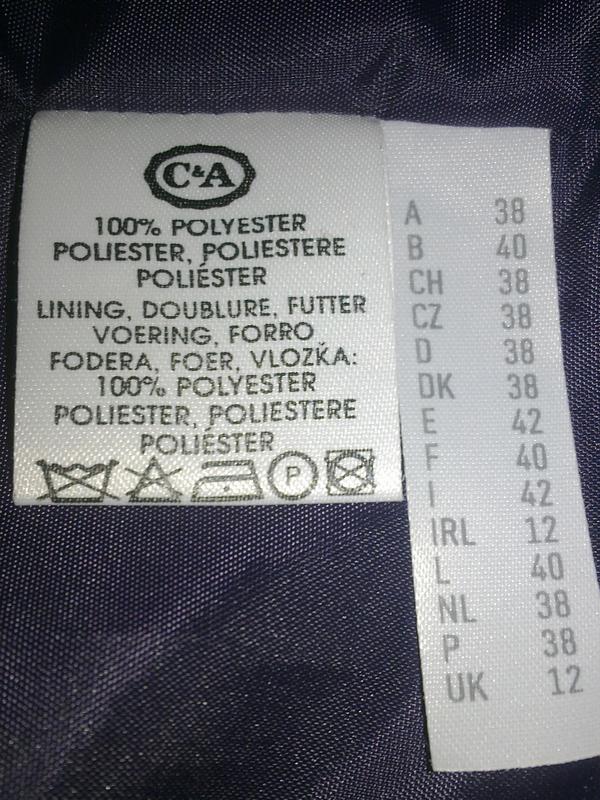 C&A
100% POLYESTER
POLIESTER, POLIESTERE
POLIÉSTER
LINING, DOUBLURE, FUTTER
VOERING, FORRO
FODERA, FOER, VLOZKA:
100% POLYESTER
POLIESTER, POLIESTERE
POLIÉSTER
P
A 38
B 40
CH 38
CZ 38
D 38
DK 38
E 42
F 40
I 42
IRL 12
L 40
NL 38
P 38
UK 12